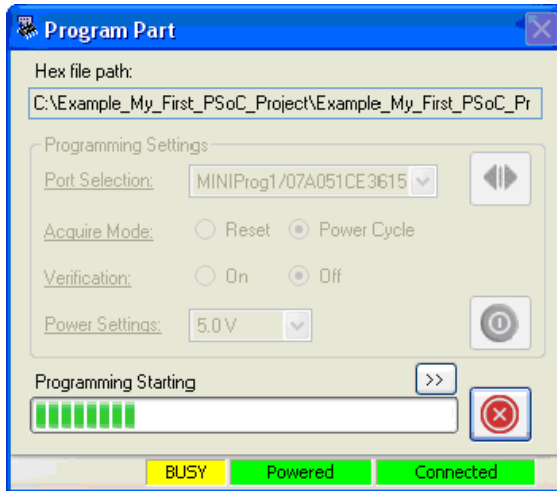 Program Part
Hex file path:
C:\Example_My_First_PSoC_Project\Example_My_First_PSoC_Pr
Programming Settings
Port Selection: MINIProg1/07A051CE3615
Acquire Mode: Reset Power Cycle
Verification: On Off
Power Settings: 5.0 V
Programming Starting >>
BUSY Powered Connected